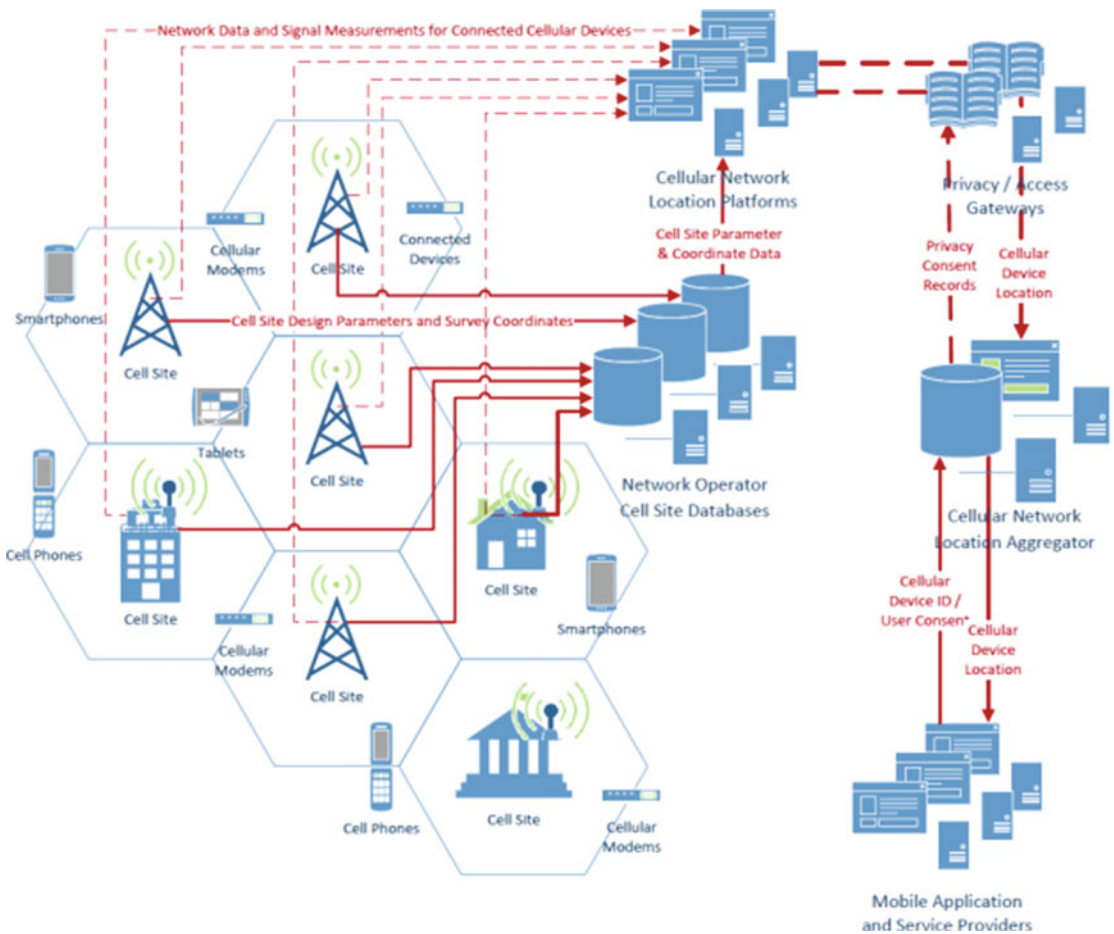 Network Data and Signal Measurements for Connected Cellular Devices
Cellular Network
Location Platforms
Privacy / Access
Gateways
Cell Site Parameter
& Coordinate Data
Privacy
Consent
Records
Cellular
Device
Location
Cell Site
Cellular
Modems
Connected
Devices
Smartphones
Cell Site Design Parameters and Survey Coordinates
Cell Site
Tablets
Cell Site
Network Operator
Cell Site Databases
Cellular Network
Location Aggregator
Cell Phones
Cell Site
Cell Site
Cellular
Device ID /
User Consent
Cellular
Device
Location
Smartphones
Cellular
Modems
Cell Site
Cell Phones
Cell Site
Cellular
Modems
Mobile Application
and Service Providers